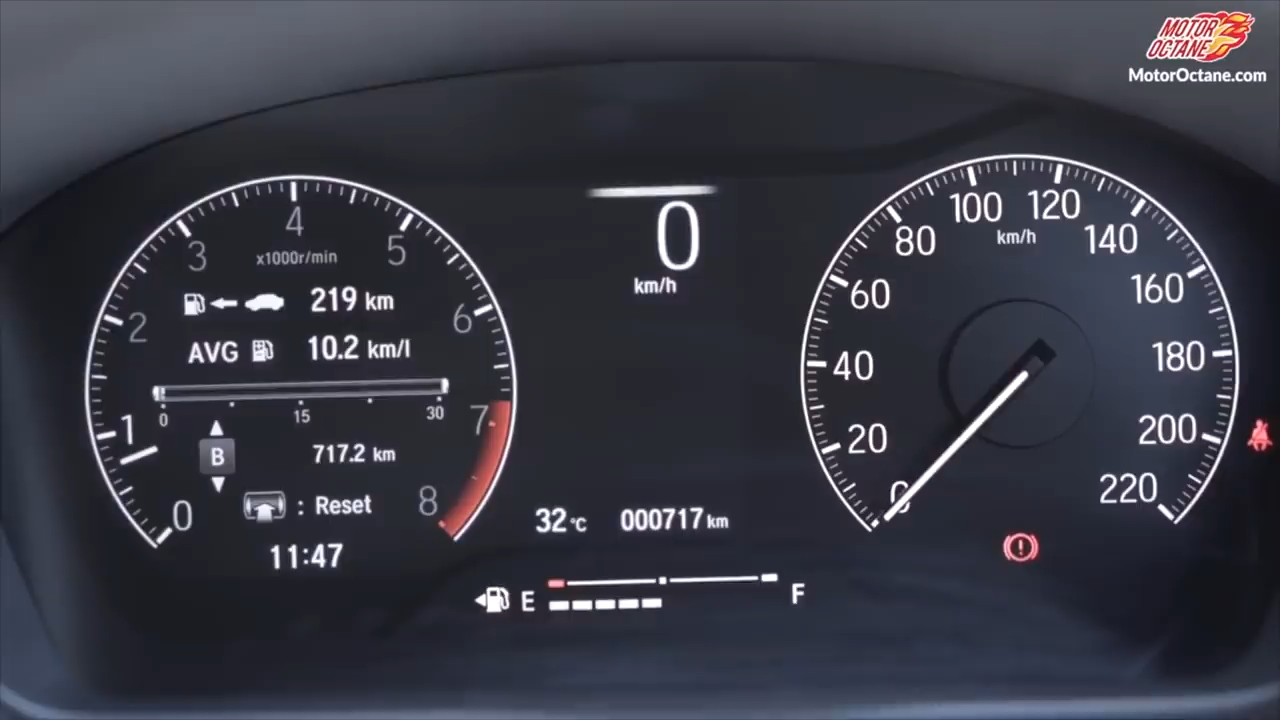 MOTOR
OCTANE
MotorOctane.com
0
km/h
0 1 2 3 4 5 6 7 8
x1000r/min
219 km
AVG 10.2 km/l
0 15 30
B 717.2 km
: Reset
11:47
32°C 000717 km
E F
0 20 40 60 80 100 120 140 160 180 200 220
km/h